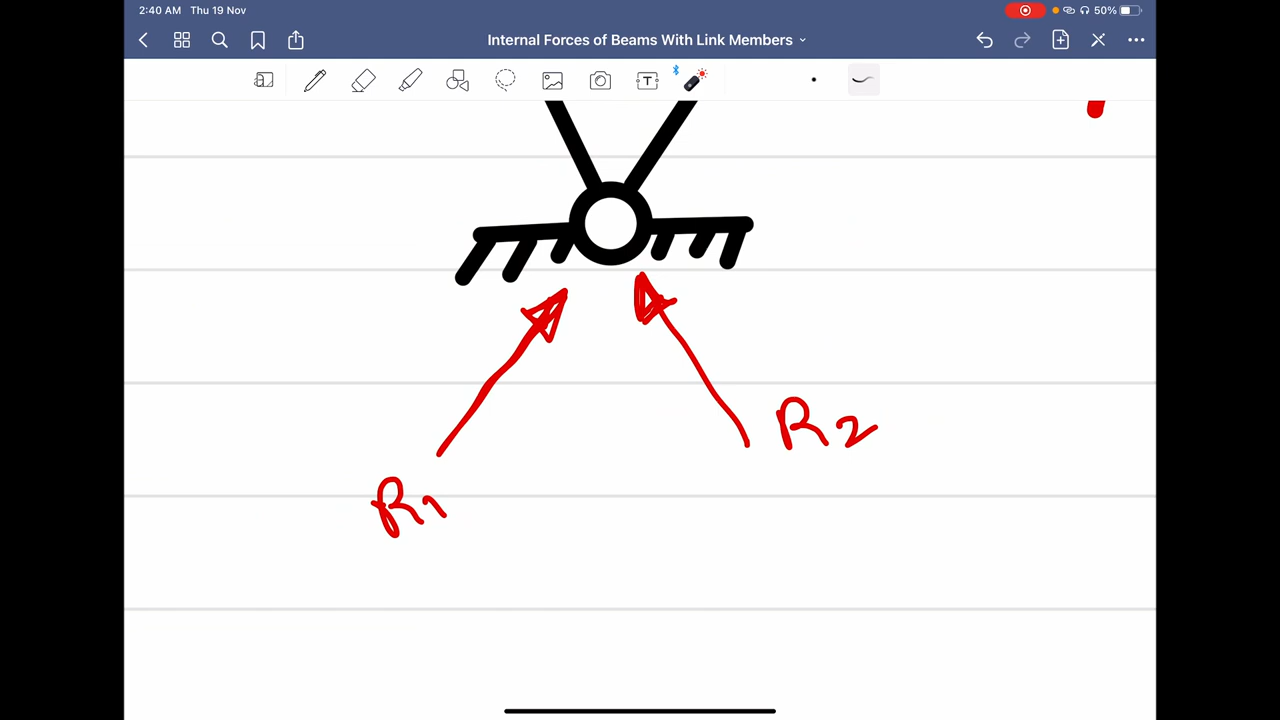 2:40 AM Thu 19 Nov
50%
Internal Forces of Beams With Link Members
T
R2
R1